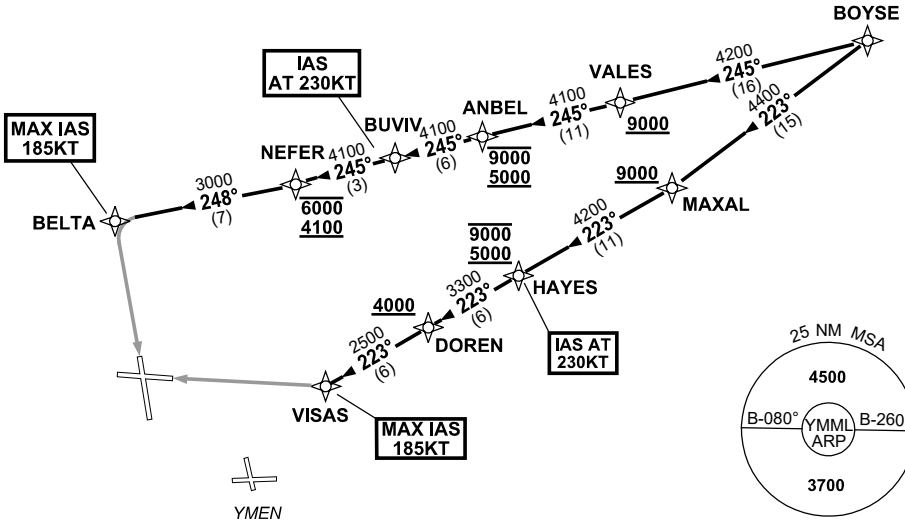 BOYSE
4200
245°
(16)
4400
223°
(15)
VALES
9000
4100
245°
(11)
ANBEL
9000
5000
IAS
AT 230KT
BUVIV
4100
245°
(6)
NEFER
4100
245°
(3)
6000
4100
MAX IAS
185KT
3000
248°
(7)
BELTA
9000
MAXAL
4200
223°
(11)
9000
5000
HAYES
3300
223°
(6)
IAS AT
230KT
4000
DOREN
2500
223°
(6)
VISAS
MAX IAS
185KT
YMEN
25 NM MSA
4500
B-080°
YMML
ARP
B-260
3700